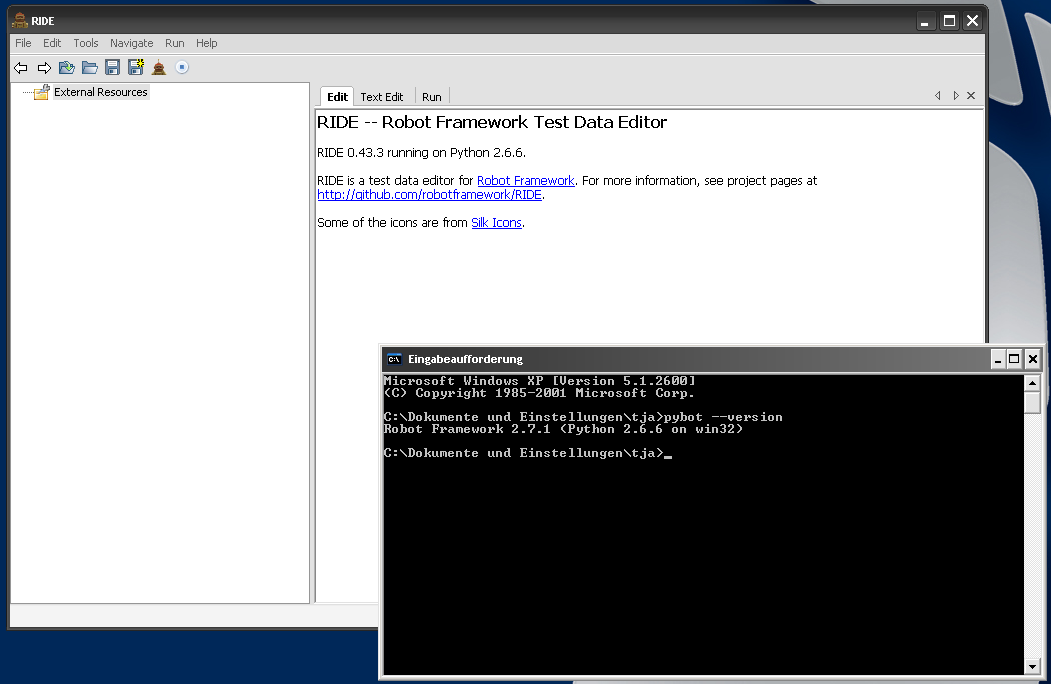 RIDE
File Edit Tools Navigate Run Help
External Resources
Edit Text Edit Run
RIDE -- Robot Framework Test Data Editor
RIDE 0.43.3 running on Python 2.6.6.
RIDE is a test data editor for Robot Framework. For more information, see project pages at
http://github.com/robotframework/RIDE.
Some of the icons are from Silk Icons.
C:\ Eingabeaufforderung
Microsoft Windows XP [Version 5.1.2600]
(C) Copyright 1985-2001 Microsoft Corp.
C:\Dokumente und Einstellungen\tja>pybot --version
Robot Framework 2.7.1 (Python 2.6.6 on win32)
C:\Dokumente und Einstellungen\tja>_